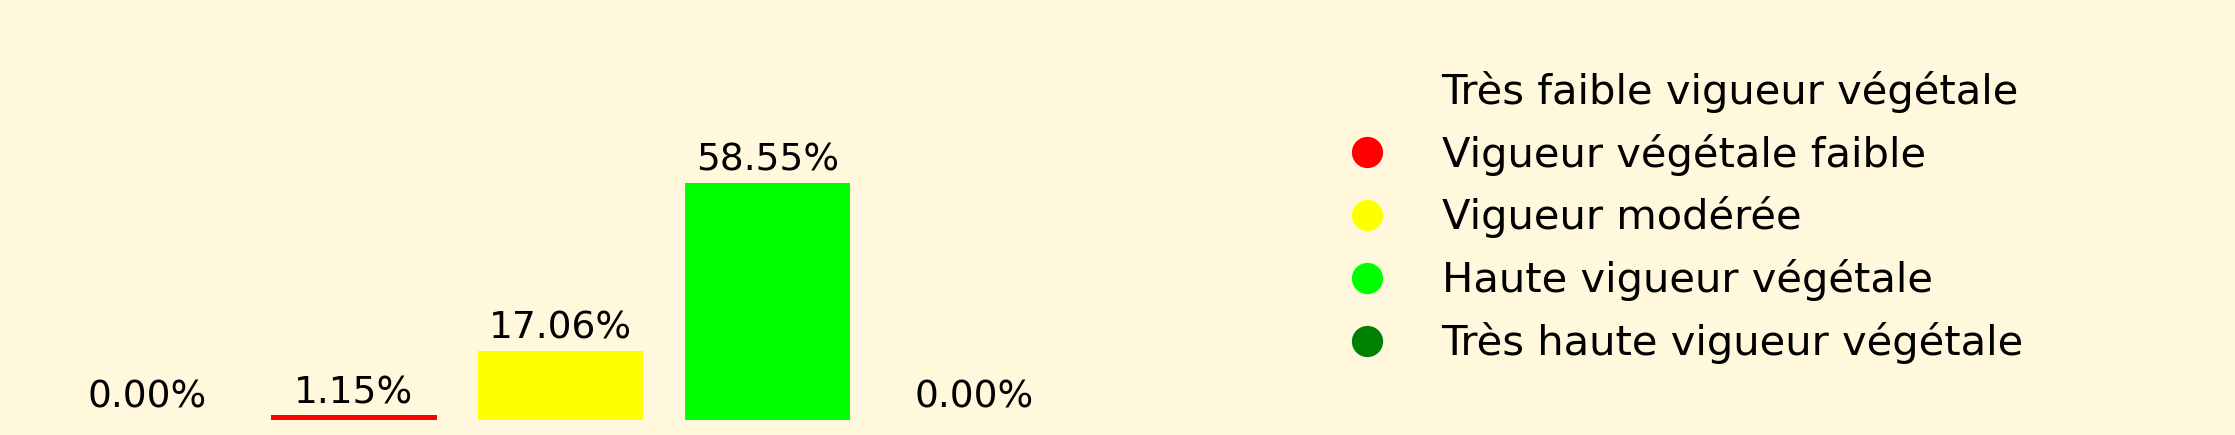 0.00%
1.15%
17.06%
58.55%
0.00%
Très faible vigueur végétale
Vigueur végétale faible
Vigueur modérée
Haute vigueur végétale
Très haute vigueur végétale